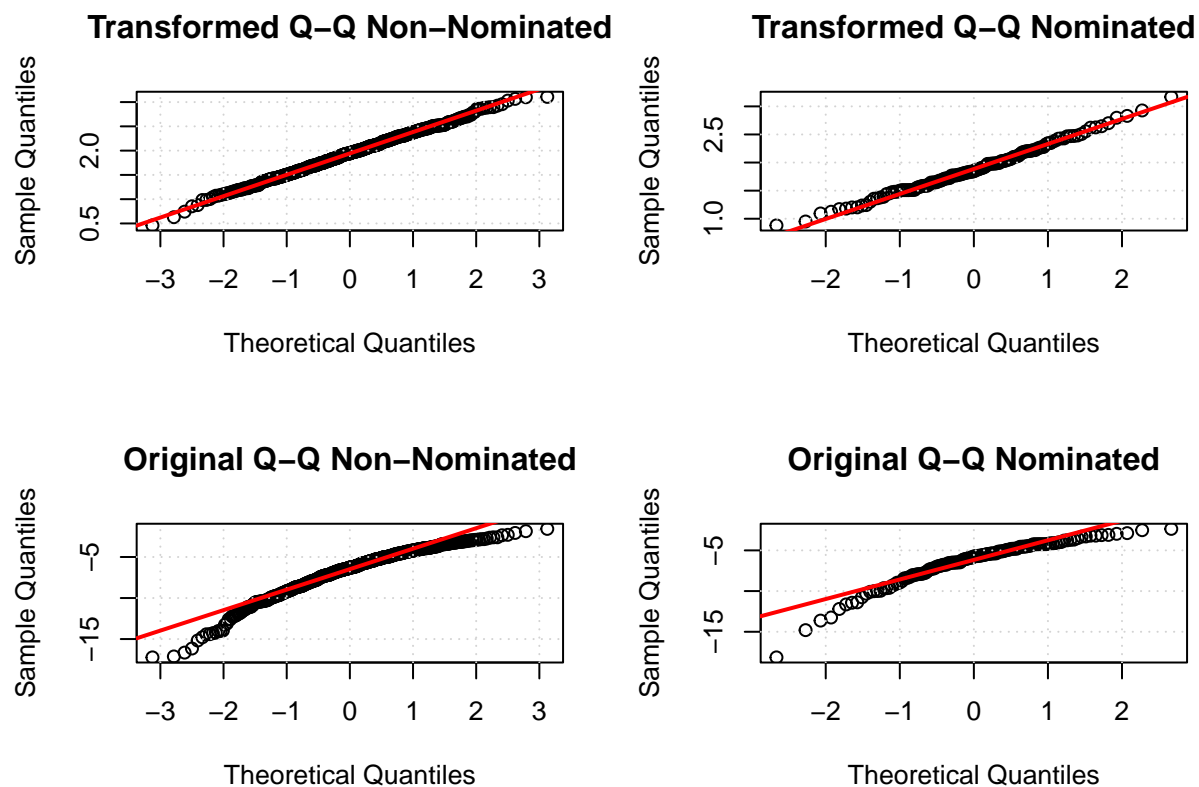 Transformed Q−Q Non−Nominated
Sample Quantiles
0.5 2.0
−3 −2 −1 0 1 2 3
Theoretical Quantiles
Transformed Q−Q Nominated
Sample Quantiles
1.0 2.5
−2 −1 0 1 2
Theoretical Quantiles
Original Q−Q Non−Nominated
Sample Quantiles
−15 −5
−3 −2 −1 0 1 2 3
Theoretical Quantiles
Original Q−Q Nominated
Sample Quantiles
−15 −5
−2 −1 0 1 2
Theoretical Quantiles